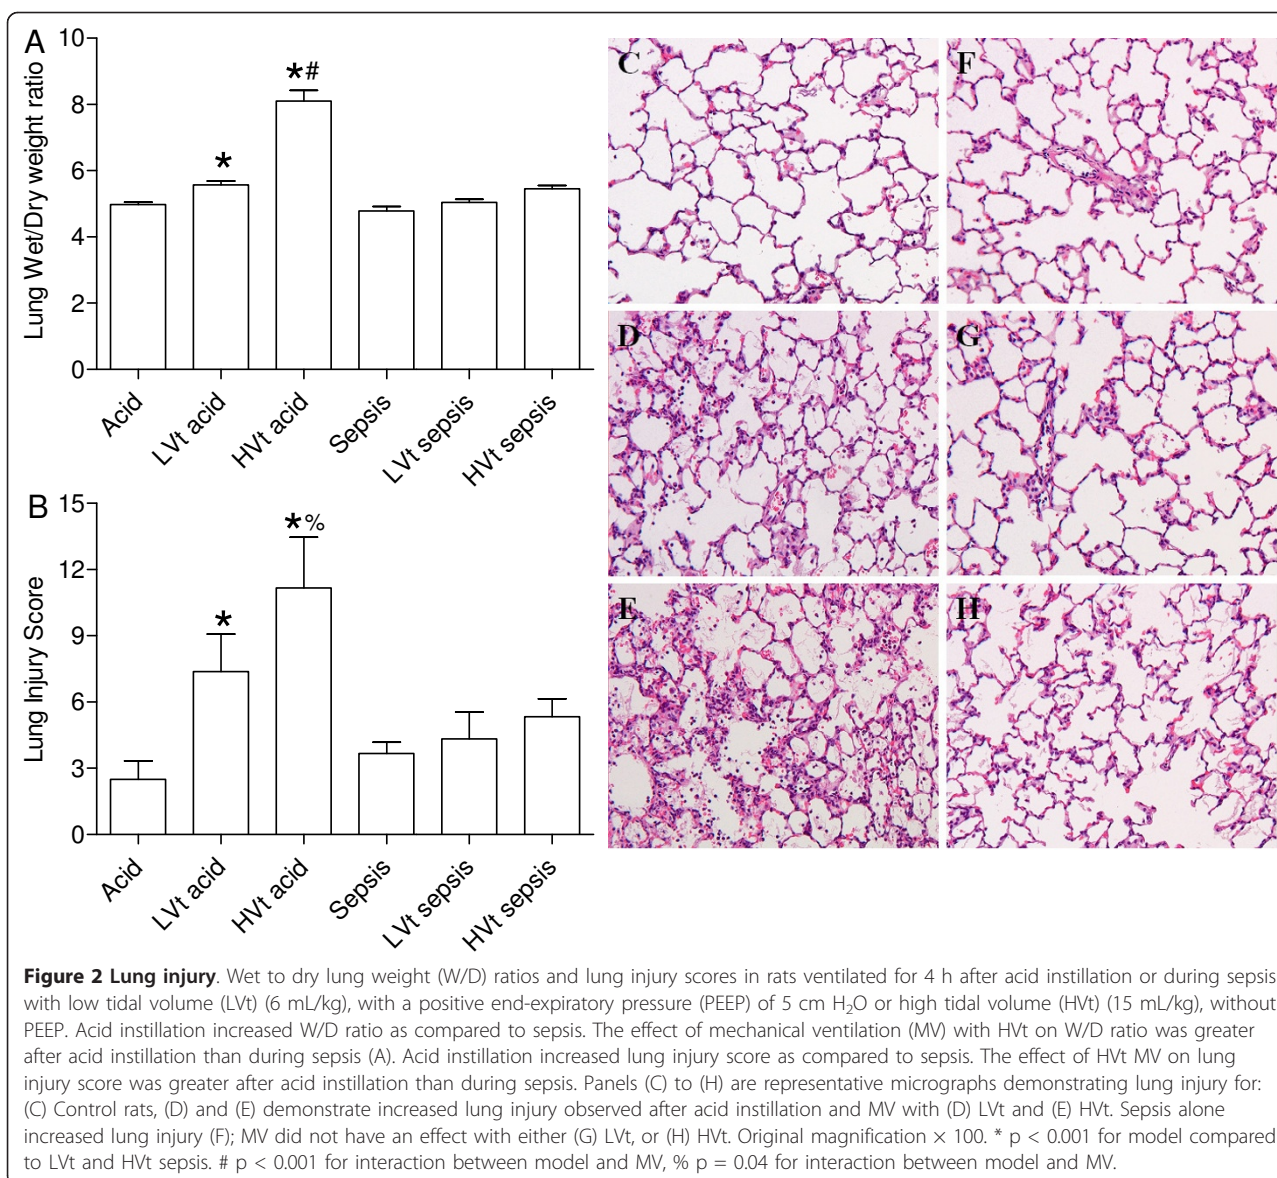 A
10
8
6
4
2
0
Lung Wet/Dry weight ratio
*
*#
Acid
LVt acid
HVt acid
Sepsis
LVt sepsis
HVt sepsis
B
15
12
9
6
3
0
Lung Injury Score
*
*%
Acid
LVt acid
HVt acid
Sepsis
LVt sepsis
HVt sepsis
C
F
D
G
E
H
Figure 2 Lung injury. Wet to dry lung weight (W/D) ratios and lung injury scores in rats ventilated for 4 h after acid instillation or during sepsis
with low tidal volume (LVt) (6 mL/kg), with a positive end-expiratory pressure (PEEP) of 5 cm H₂O or high tidal volume (HVt) (15 mL/kg), without
PEEP. Acid instillation increased W/D ratio as compared to sepsis. The effect of mechanical ventilation (MV) with HVt on W/D ratio was greater
after acid instillation than during sepsis (A). Acid instillation increased lung injury score as compared to sepsis. The effect of HVt MV on lung
injury score was greater after acid instillation than during sepsis. Panels (C) to (H) are representative micrographs demonstrating lung injury for:
(C) Control rats, (D) and (E) demonstrate increased lung injury observed after acid instillation and MV with (D) LVt and (E) HVt. Sepsis alone
increased lung injury (F); MV did not have an effect with either (G) LVt, or (H) HVt. Original magnification × 100. * p < 0.001 for model compared
to LVt and HVt sepsis. # p < 0.001 for interaction between model and MV, % p = 0.04 for interaction between model and MV.